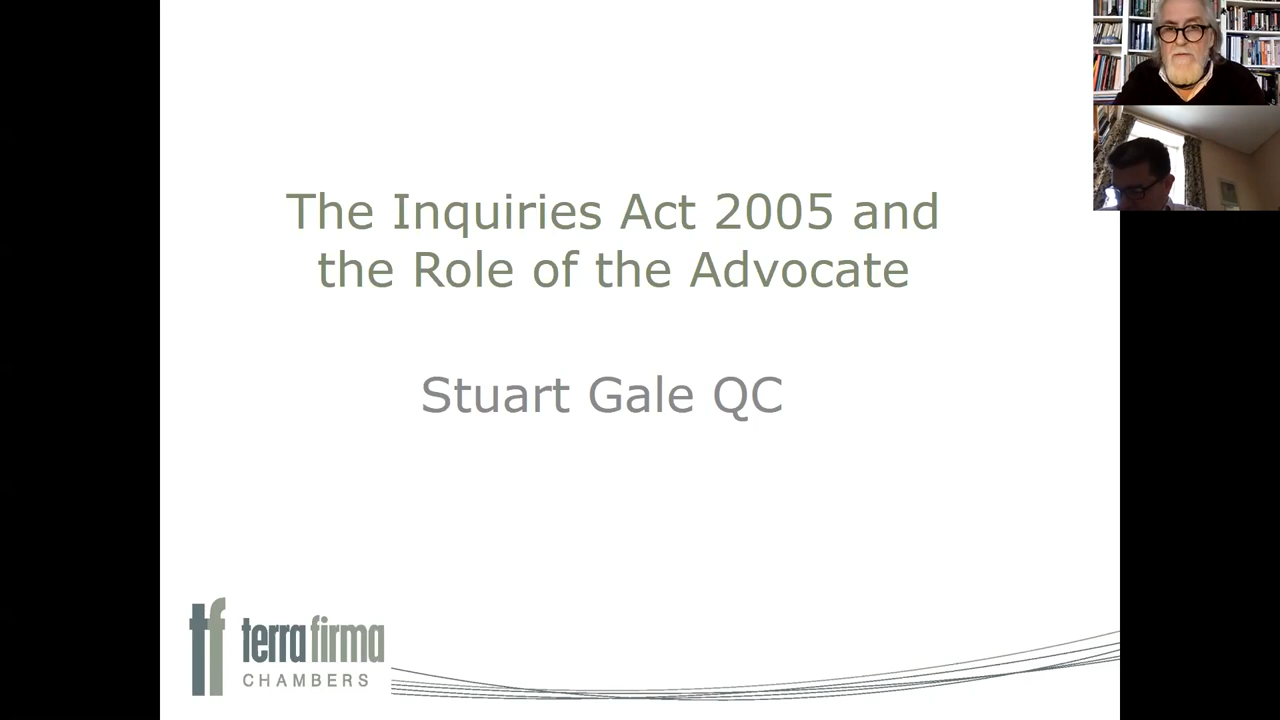 The Inquiries Act 2005 and
the Role of the Advocate
Stuart Gale QC
tf
terra firma
CHAMBERS